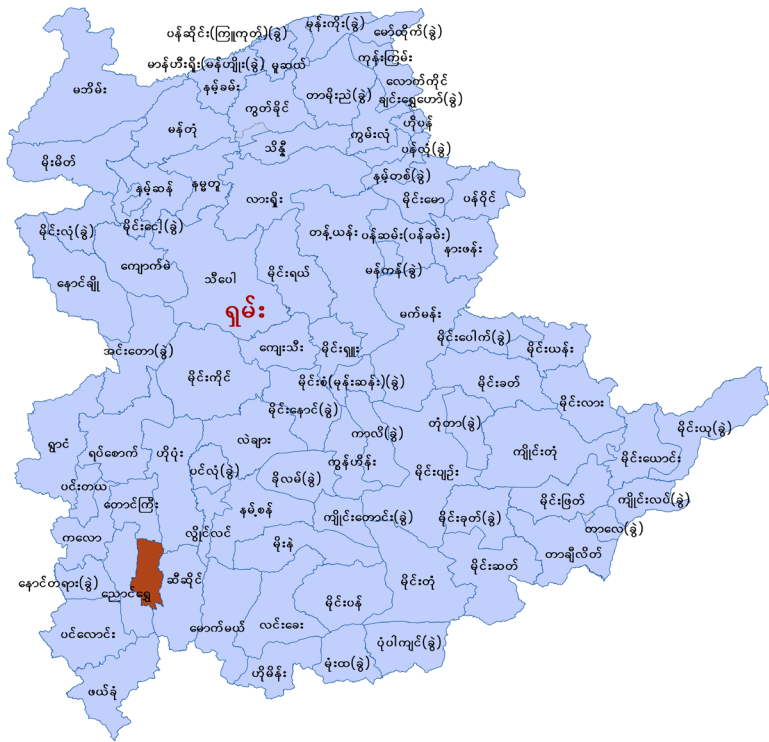 မုန်းကိုး(ခွဲ)
ပန်ဆိုင်း(ကြူကုတ်)(ခွဲ)
မော်ထိုက်(ခွဲ)
ကုန်းကြမ်း
မာန်ဟီးရှိုး(မန်ဟျိုး)(ခွဲ)
မူဆယ်
လောက်ကိုင်
မဘိမ်း
နမ့်ခမ်း
တာမိုးညဲ(ခွဲ)
ချင်းရွှေဟော်(ခွဲ)
ကွတ်ခိုင်
ဟိုပန်
မန်တုံ
ကွမ်းလုံ
သိန္နီ
ပန်လုံ(ခွဲ)
မိုးမိတ်
နမ့်တစ်(ခွဲ)
နမ့်ဆန်
နမ္မတူ
လားရှိုး
မိုင်းမော
ပန်ဝိုင်
မိုင်းလုံ(ခွဲ)
မိုင်းငေါ့(ခွဲ)
တန့်ယန်း
ပန်ဆမ်း(ပန်ခမ်း)
နားဖန်း
ကျောက်မဲ
မိုင်းရယ်
မန်ကန်(ခွဲ)
နောင်ချို
သီပေါ
ရှမ်း
မက်မန်း
မိုင်းပေါက်(ခွဲ)
အင်းတော(ခွဲ)
ကျေးသီး
မိုင်းရှူး
မိုင်းယန်း
မိုင်းကိုင်
မိုင်းစံ(မုန်းဆန်း)(ခွဲ)
မိုင်းခတ်
မိုင်းလား
မိုင်းနောင်(ခွဲ)
တုံတာ(ခွဲ)
မိုင်းယု(ခွဲ)
ကာလိ(ခွဲ)
ရွာငံ
ရပ်စောက်
ဟိုပုံး
လဲချား
ကျိုင်းတုံ
မိုင်းယောင်း
ပင်လုံ(ခွဲ)
ခိုလမ်(ခွဲ)
ကွန်ဟိန်း
မိုင်းပျဉ်း
ပင်းတယ
တောင်ကြီး
နမ့်စန်
မိုင်းဖြတ်
ကျိုင်းလပ်(ခွဲ)
ကျိုင်းတောင်း(ခွဲ)
မိုင်းခုတ်(ခွဲ)
တာလေ(ခွဲ)
ကလော
လွိုင်လင်
မိုးနဲ
တာချီလိတ်
မိုင်းဆတ်
နောင်တရား(ခွဲ)
ညောင်ရွှေ
ဆီဆိုင်
မိုင်းတုံ
မိုင်းပန်
ပင်လောင်း
မောက်မယ်
လင်းခေး
ပုံပါကျင်(ခွဲ)
မုံးထ(ခွဲ)
ဟိုမိန်း
ဖယ်ခုံ